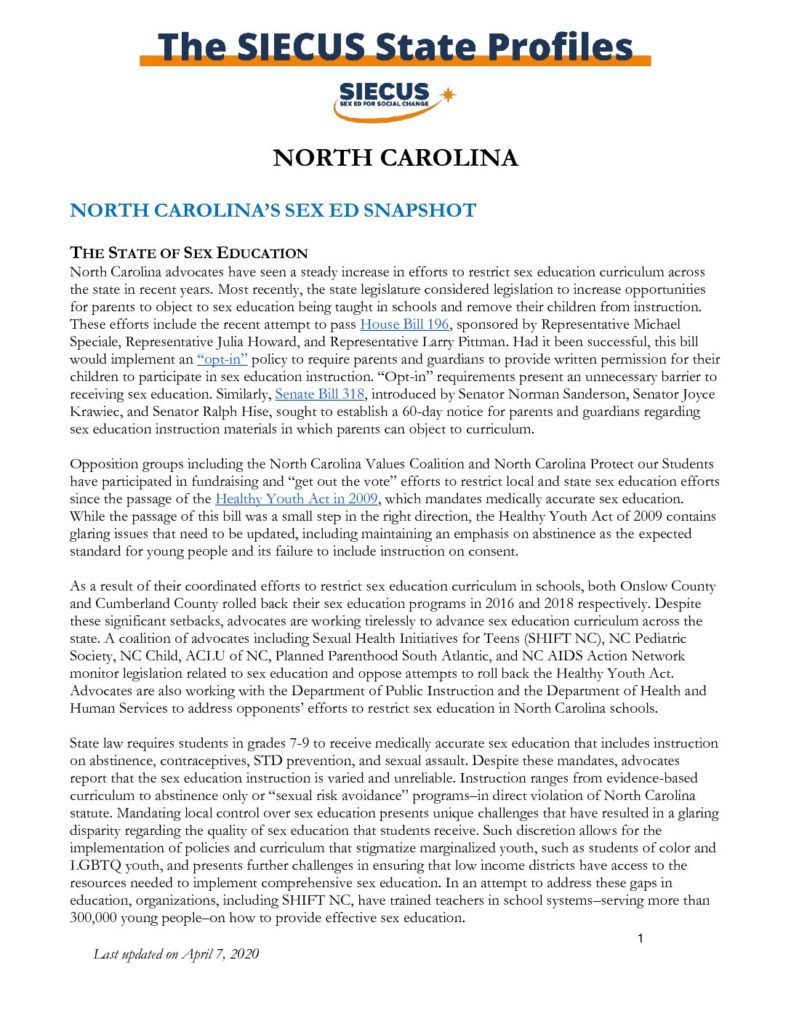 The SIECUS State Profiles
SIECUS
SEX ED FOR SOCIAL CHANGE
NORTH CAROLINA
NORTH CAROLINA'S SEX ED SNAPSHOT
THE STATE OF SEX EDUCATION
North Carolina advocates have seen a steady increase in efforts to restrict sex education curriculum across
the state in recent years. Most recently, the state legislature considered legislation to increase opportunities
for parents to object to sex education being taught in schools and remove their children from instruction.
These efforts include the recent attempt to pass House Bill 196, sponsored by Representative Michael
Speciale, Representative Julia Howard, and Representative Larry Pittman. Had it been successful, this bill
would implement an “opt-in” policy to require parents and guardians to provide written permission for their
children to participate in sex education instruction. “Opt-in” requirements present an unnecessary barrier to
receiving sex education. Similarly, Senate Bill 318, introduced by Senator Norman Sanderson, Senator Joyce
Krawiec, and Senator Ralph Hise, sought to establish a 60-day notice for parents and guardians regarding
sex education instruction materials in which parents can object to curriculum.
Opposition groups including the North Carolina Values Coalition and North Carolina Protect our Students
have participated in fundraising and “get out the vote” efforts to restrict local and state sex education efforts
since the passage of the Healthy Youth Act in 2009, which mandates medically accurate sex education.
While the passage of this bill was a small step in the right direction, the Healthy Youth Act of 2009 contains
glaring issues that need to be updated, including maintaining an emphasis on abstinence as the expected
standard for young people and its failure to include instruction on consent.
As a result of their coordinated efforts to restrict sex education curriculum in schools, both Onslow County
and Cumberland County rolled back their sex education programs in 2016 and 2018 respectively. Despite
these significant setbacks, advocates are working tirelessly to advance sex education curriculum across the
state. A coalition of advocates including Sexual Health Initiatives for Teens (SHIFT NC), NC Pediatric
Society, NC Child, ACLU of NC, Planned Parenthood South Atlantic, and NC AIDS Action Network
monitor legislation related to sex education and oppose attempts to roll back the Healthy Youth Act.
Advocates are also working with the Department of Public Instruction and the Department of Health and
Human Services to address opponents’ efforts to restrict sex education in North Carolina schools.
State law requires students in grades 7-9 to receive medically accurate sex education that includes instruction
on abstinence, contraceptives, STD prevention, and sexual assault. Despite these mandates, advocates
report that the sex education instruction is varied and unreliable. Instruction ranges from evidence-based
curriculum to abstinence only or “sexual risk avoidance” programs–in direct violation of North Carolina
statute. Mandating local control over sex education presents unique challenges that have resulted in a glaring
disparity regarding the quality of sex education that students receive. Such discretion allows for the
implementation of policies and curriculum that stigmatize marginalized youth, such as students of color and
LGBTQ youth, and presents further challenges in ensuring that low income districts have access to the
resources needed to implement comprehensive sex education. In an attempt to address these gaps in
education, organizations, including SHIFT NC, have trained teachers in school systems–serving more than
300,000 young people–on how to provide effective sex education.
1
Last updated on April 7, 2020